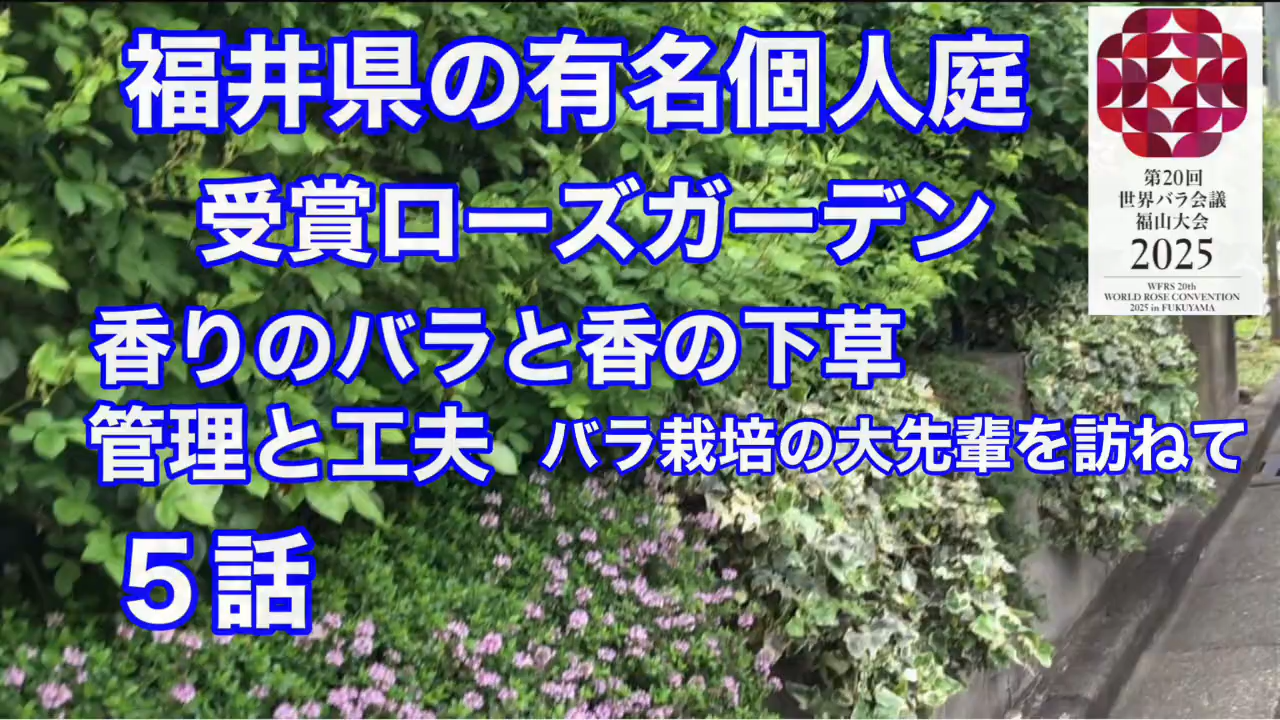 福井県の有名個人庭
受賞ローズガーデン
香りのバラと香の下草
管理と工夫 バラ栽培の大先輩を訪ねて
５話
第20回
世界バラ会議
福山大会
2025
WFRS 20th
WORLD ROSE CONVENTION
2025 in FUKUYAMA